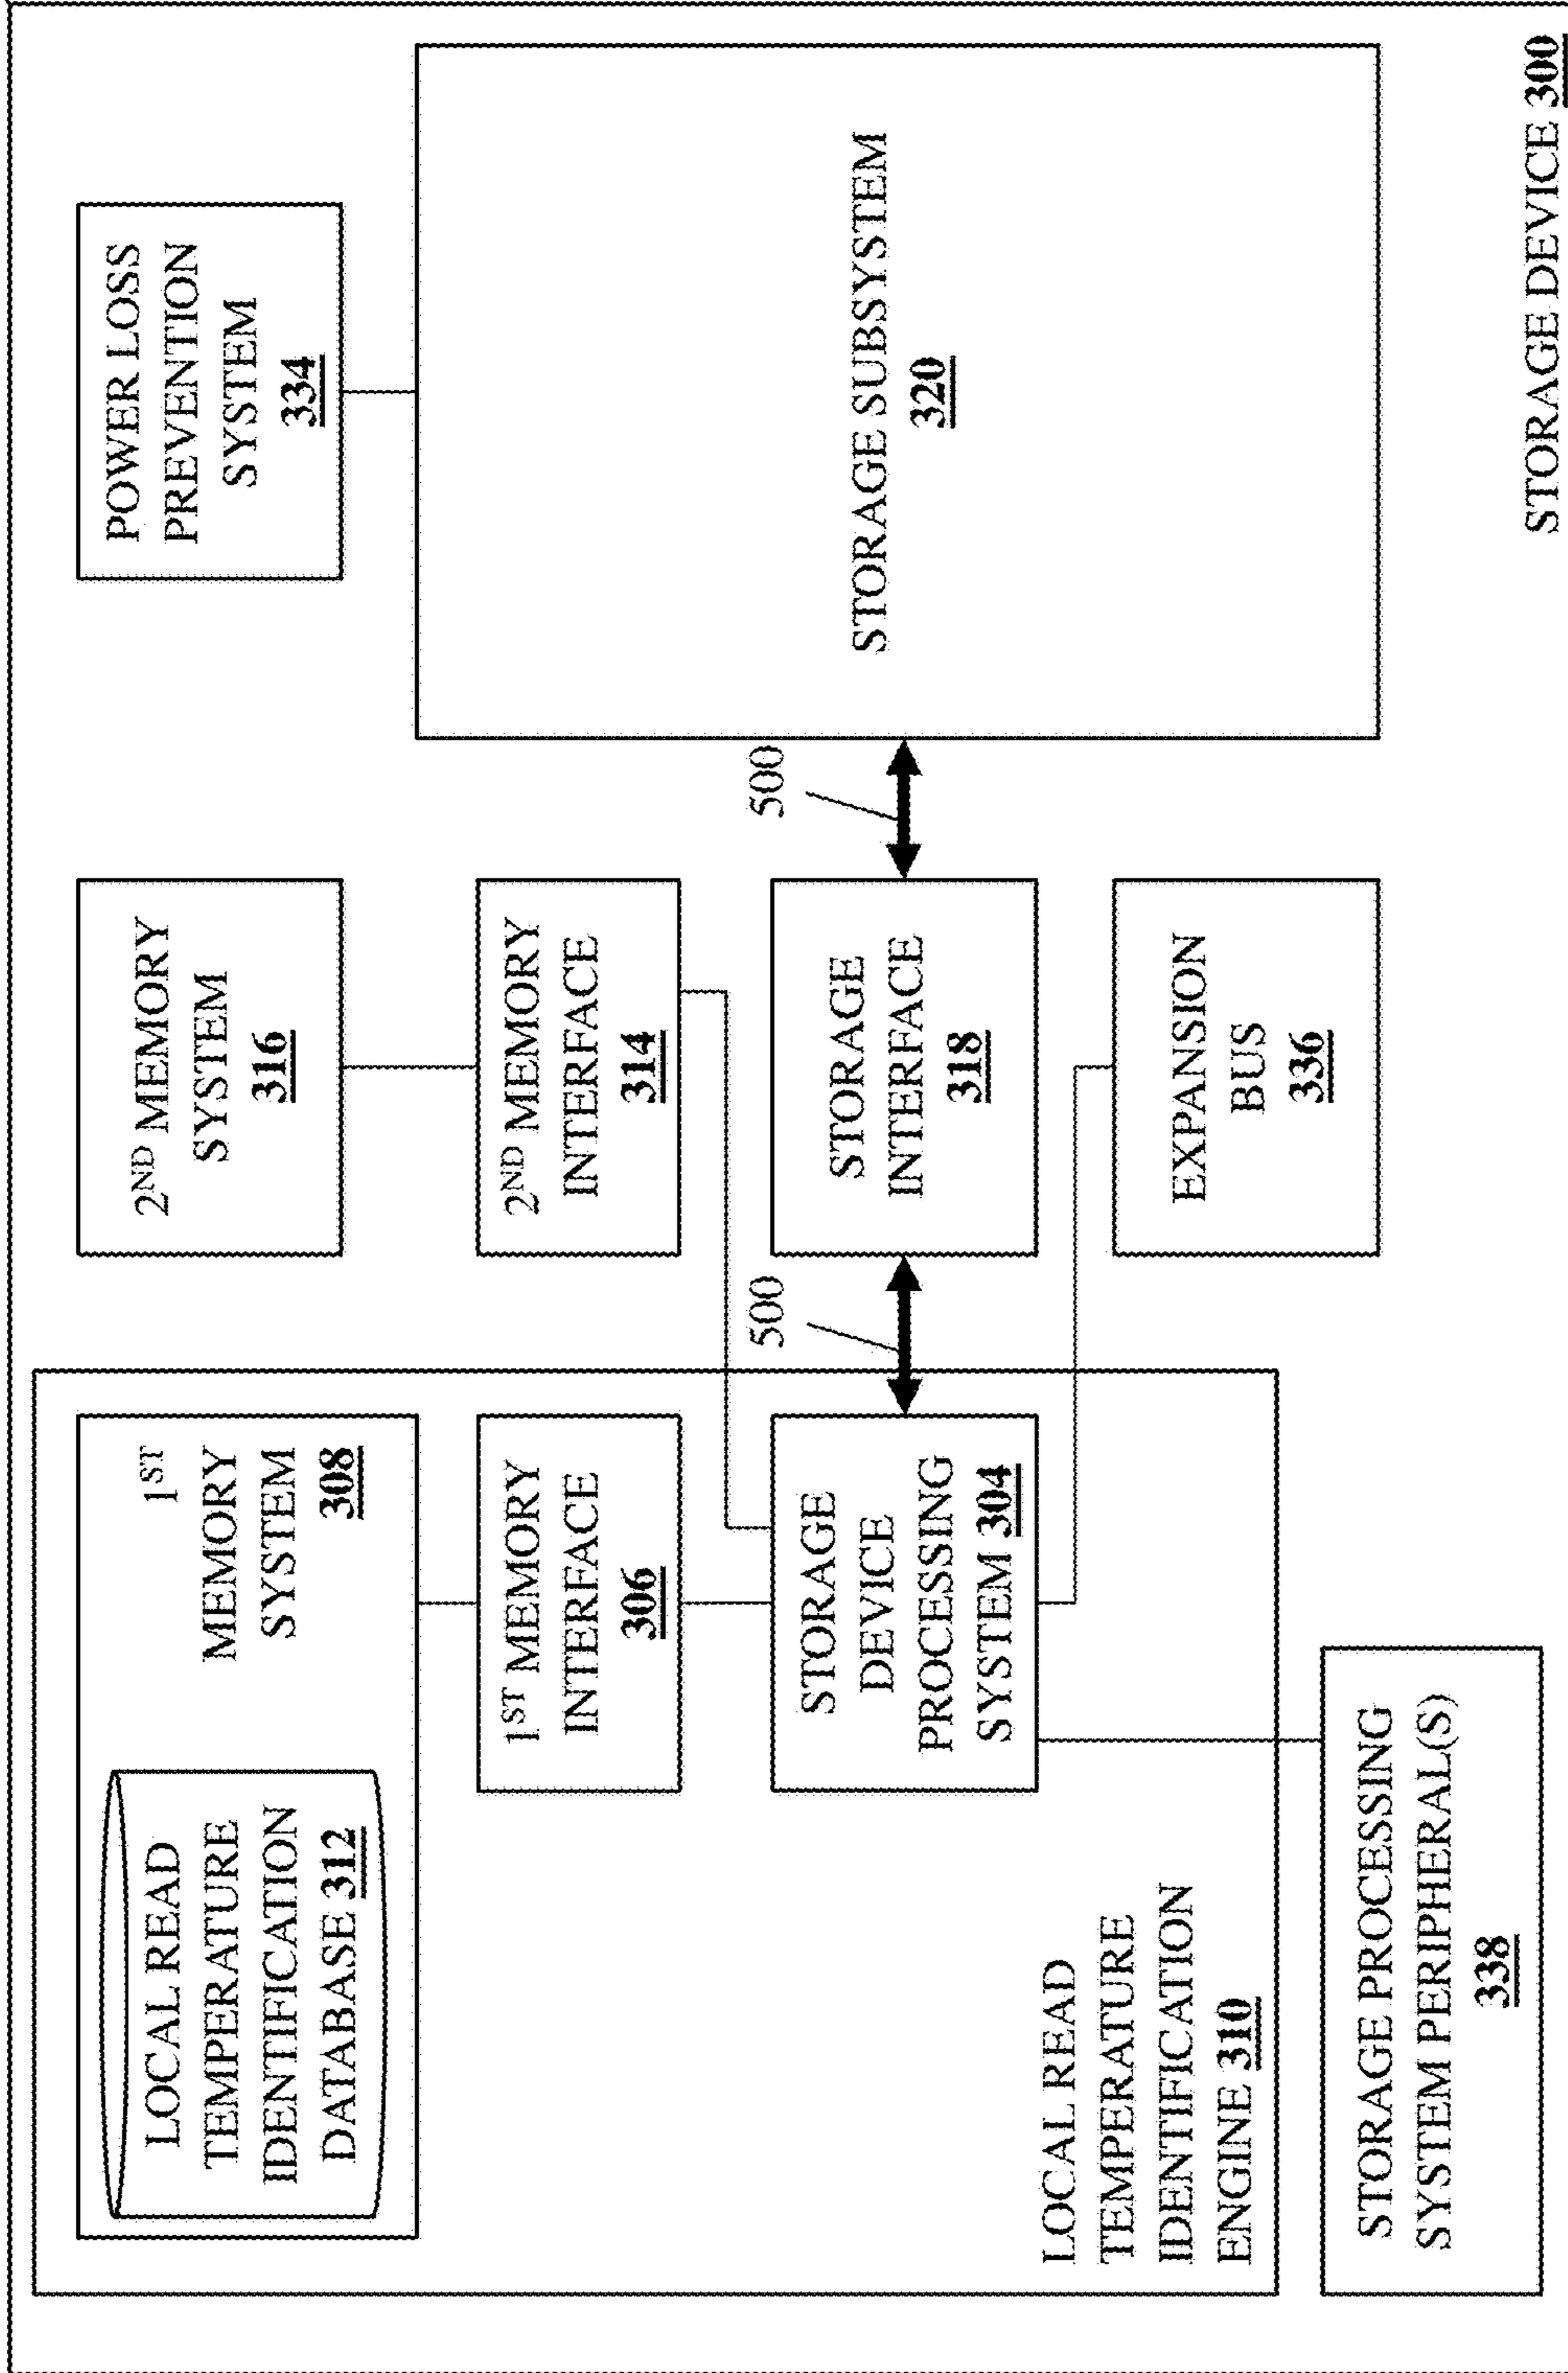 LOCAL READ
TEMPERATURE
IDENTIFICATION
DATABASE 312
1ST
MEMORY
SYSTEM
308
1ST MEMORY
INTERFACE
306
STORAGE
DEVICE
PROCESSING
SYSTEM 304
LOCAL READ
TEMPERATURE
IDENTIFICATION
ENGINE 310
STORAGE PROCESSING
SYSTEM PERIPHERAL(S)
338
2ND MEMORY
SYSTEM
316
2ND MEMORY
INTERFACE
314
500
STORAGE
INTERFACE
318
500
EXPANSION
BUS
336
POWER LOSS
PREVENTION
SYSTEM
334
STORAGE SUBSYSTEM
320
STORAGE DEVICE 300